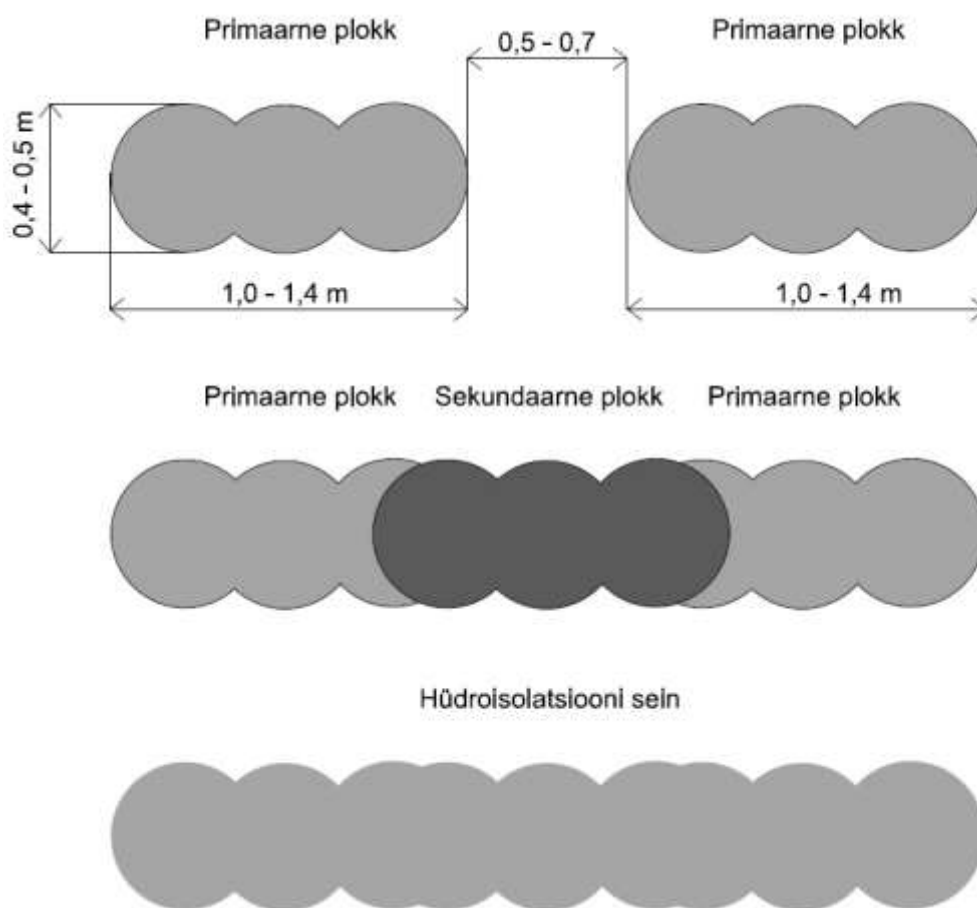 Primaarne plokk
0,5 - 0,7
Primaarne plokk
0,4 - 0,5 m
1,0 - 1,4 m
1,0 - 1,4 m
Primaarne plokk
Sekundaarne plokk
Primaarne plokk
Hüdroisolatsiooni sein